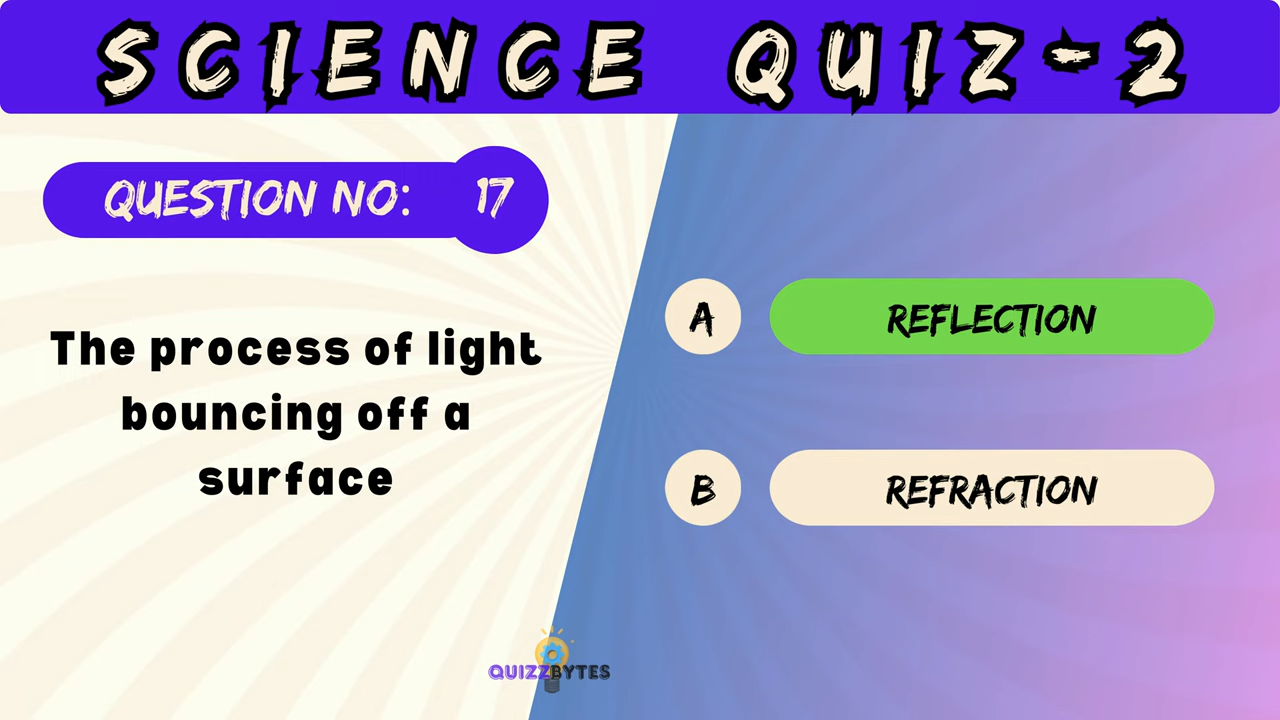 SCIENCE QUIZ-2
QUESTION NO: 17
The process of light
bouncing off a
surface
A REFLECTION
B REFRACTION
QUIZZBYTES